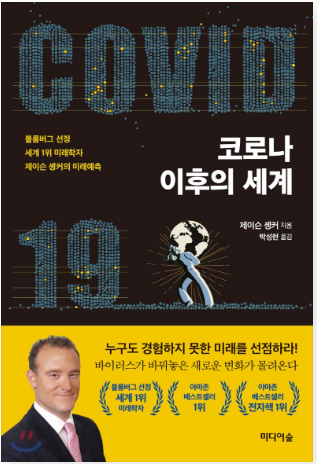 COVID
블룸버그 선정
세계 1위 미래학자
제이슨 솅커의 미래예측
코로나
이후의 세계
제이슨 솅커 지음
박성현 옮김
19
누구도 경험하지 못한 미래를 선점하라!
바이러스가 바꿔놓은 새로운 변화가 몰려온다
블룸버그 선정
세계 1위
미래학자
아마존
베스트셀러
1위
아마존
베스트셀러
전자책 1위
미디어숲